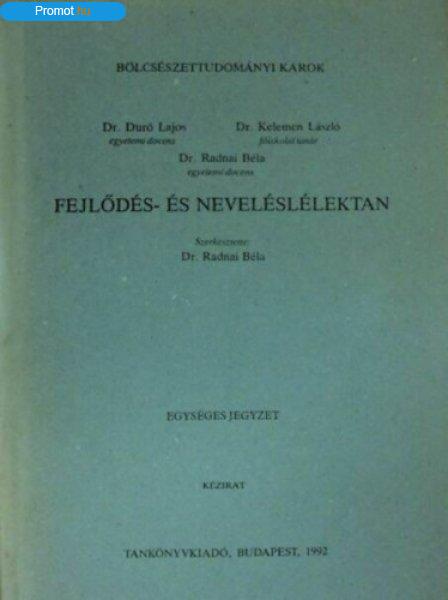 Promot.hu
BÖLCSÉSZETTUDOMÁNYI KAROK
Dr. Duró Lajos Dr. Kelemen László
egyetemi docens főiskolai tanár
Dr. Radnai Béla
egyetemi docens
FEJLŐDÉS- ÉS NEVELÉSLÉLEKTAN
Szerkesztette:
Dr. Radnai Béla
EGYSÉGES JEGYZET
KÉZIRAT
TANKÖNYVKIADÓ, BUDAPEST, 1992